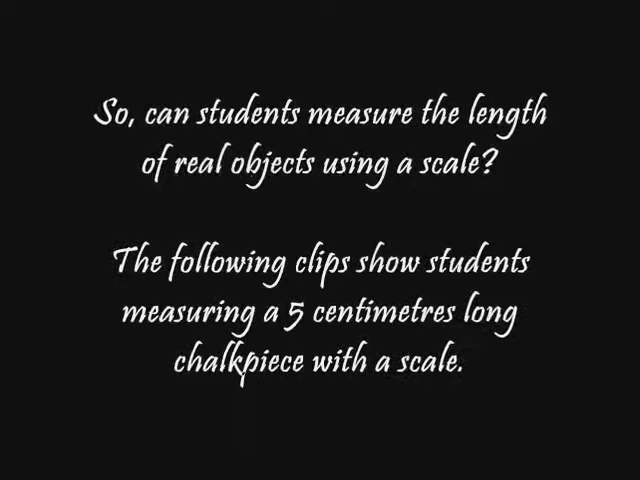 So, can students measure the length
of real objects using a scale?
The following clips show students
measuring a 5 centimetres long
chalkpiece with a scale.